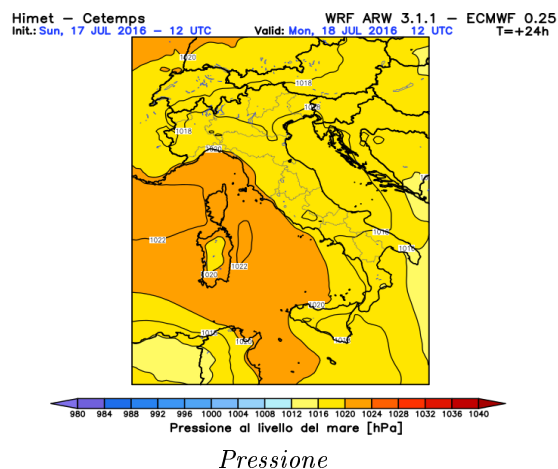 Himet – Cetemps WRF ARW 3.1.1 – ECMWF 0.25
Init.: Sun, 17 JUL 2016 – 12 UTC Valid: Mon, 18 JUL 2016 12 UTC T=+24h
1020
1018
1018
1020
1022
1022
1020
1016
1020
980 984 988 992 996 1000 1004 1008 1012 1016 1020 1024 1028 1032 1036 1040
Pressione al livello del mare [hPa]
Pressione